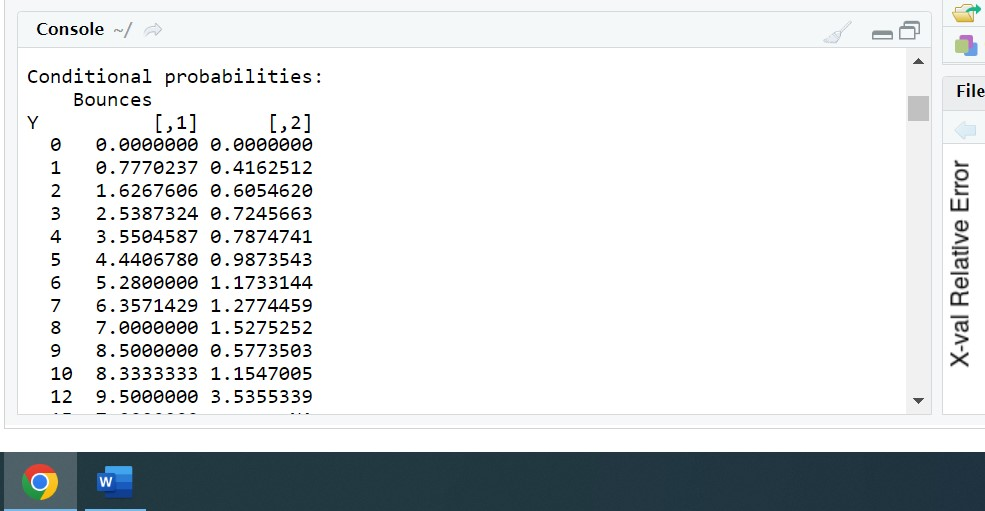 Console ~/
Conditional probabilities:
Bounces
Y [,1] [,2]
0 0.0000000 0.0000000
1 0.7770237 0.4162512
2 1.6267606 0.6054620
3 2.5387324 0.7245663
4 3.5504587 0.7874741
5 4.4406780 0.9873543
6 5.2800000 1.1733144
7 6.3571429 1.2774459
8 7.0000000 1.5275252
9 8.5000000 0.5773503
10 8.3333333 1.1547005
12 9.5000000 3.5355339
File
X-val Relative Error
W